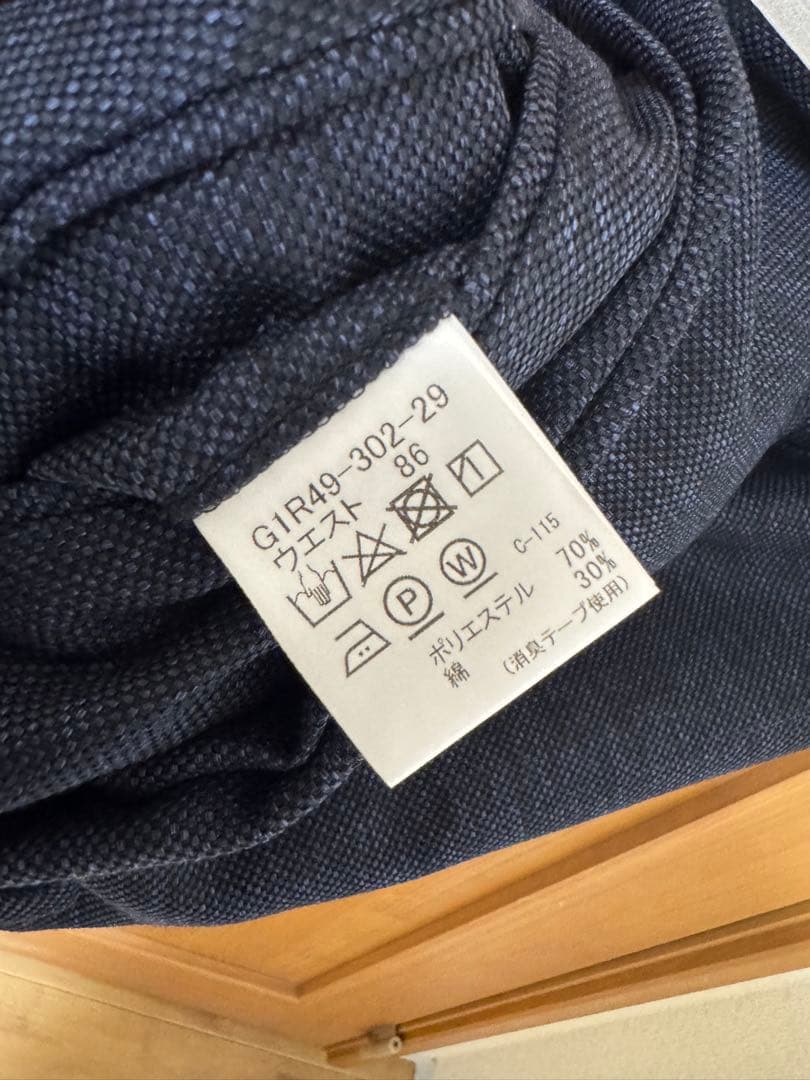 G1R49-302-29
ウエスト 86
P W
C-115
ポリエステル 70%
綿 30%
(消臭テープ使用)